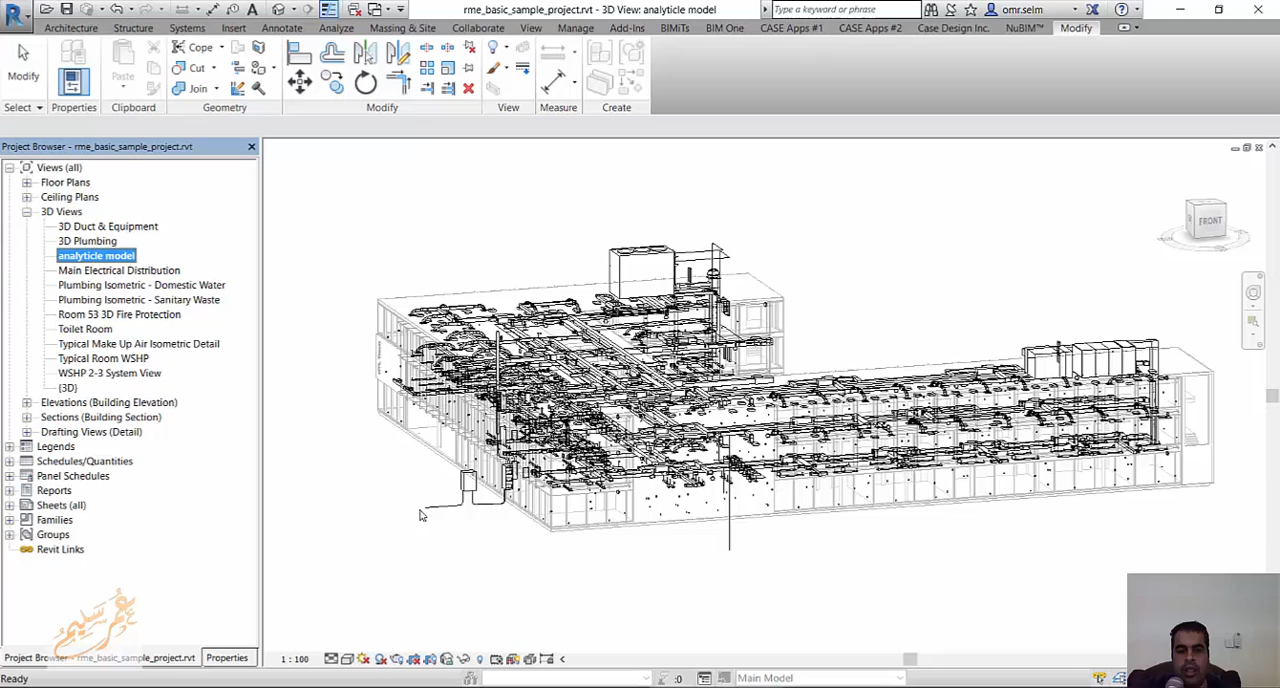 rme_basic_sample_project.rvt - 3D View: analyticle model
Type a keyword or phrase
omr.selm
Architecture Structure Systems Insert Annotate Analyze Massing & Site Collaborate View Manage Add-Ins BIMiTs BIM One CASE Apps #1 CASE Apps #2 Case Design Inc. NuBIM™ Modify
Modify
Paste
Cope
Cut
Join
Select Properties Clipboard Geometry Modify View Measure Create
Project Browser - rme_basic_sample_project.rvt
Views (all)
Floor Plans
Ceiling Plans
3D Views
3D Duct & Equipment
3D Plumbing
analyticle model
Main Electrical Distribution
Plumbing Isometric - Domestic Water
Plumbing Isometric - Sanitary Waste
Room 53 3D Fire Protection
Toilet Room
Typical Make Up Air Isometric Detail
Typical Room WSHP
WSHP 2-3 System View
{3D}
Elevations (Building Elevation)
Sections (Building Section)
Drafting Views (Detail)
Legends
Schedules/Quantities
Panel Schedules
Reports
Sheets (all)
Families
Groups
Revit Links
FRONT
عمر سليم
Project Browser - rme_basic_sample_project.rvt Properties
1 : 100
Ready
:0
Main Model